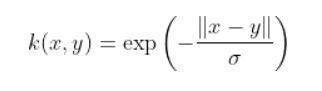 k(x, y) = exp(−‖x − y‖/σ)